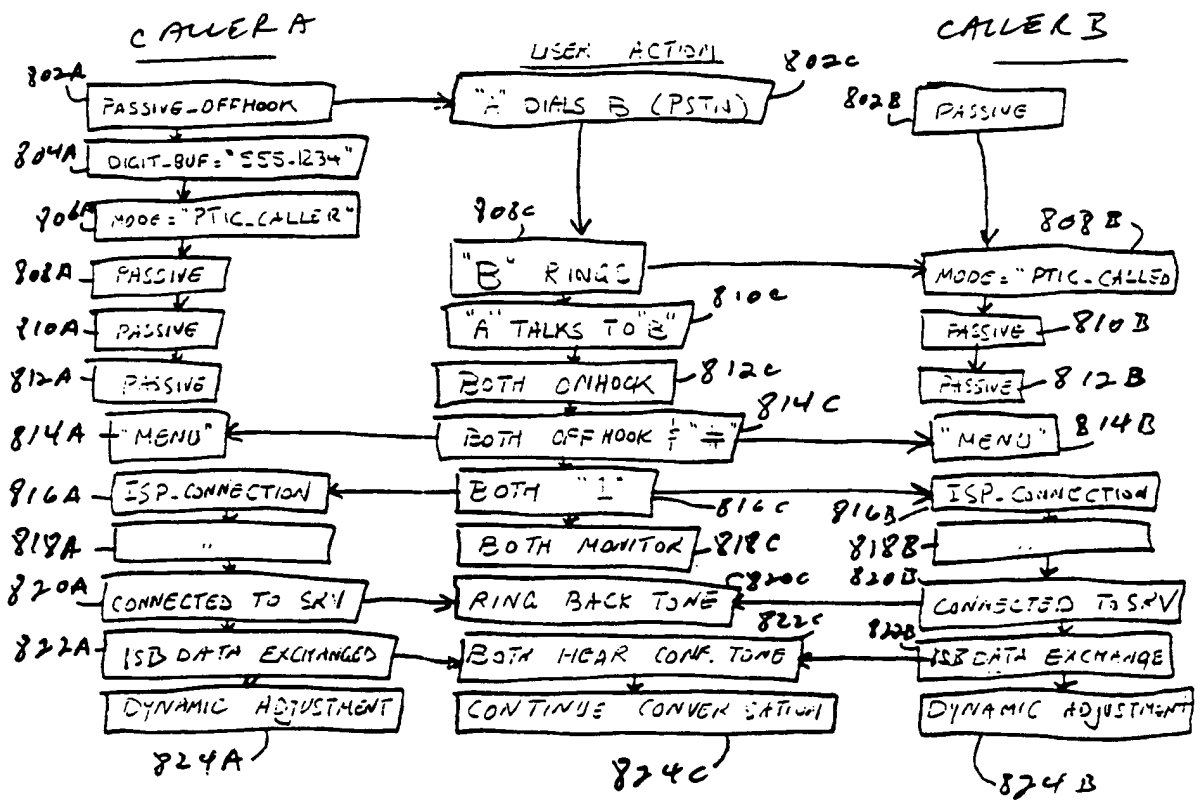 CALLER A
USER ACTION
CALLER B
802A
PASSIVE_OFFHOOK
"A" DIALS B (PSTN)
802C
802B
PASSIVE
804A
DIGIT_BUF="555-1234"
806A
MODE="PTIC_CALLER"
808C
808B
808A
PASSIVE
"B" RINGS
MODE="PTIC_CALLED
810A
PASSIVE
"A" TALKS TO "B"
810C
PASSIVE
810B
812A
PASSIVE
BOTH ONHOOK
812C
PASSIVE
812B
814A
"MENU"
BOTH OFFHOOK & "#"
814C
"MENU"
814B
816A
ISP_CONNECTION
BOTH "1"
816C
816B
ISP_CONNECTION
818A
"
BOTH MONITOR
818C
818B
"
820A
CONNECTED TO SRV
RING BACK TONE
820C
820B
CONNECTED TO SRV
822A
ISB DATA EXCHANGED
BOTH HEAR CONF. TONE
822C
822B
ISB DATA EXCHANGE
DYNAMIC ADJUSTMENT
CONTINUE CONVERSATION
DYNAMIC ADJUSTMENT
824A
824C
824B